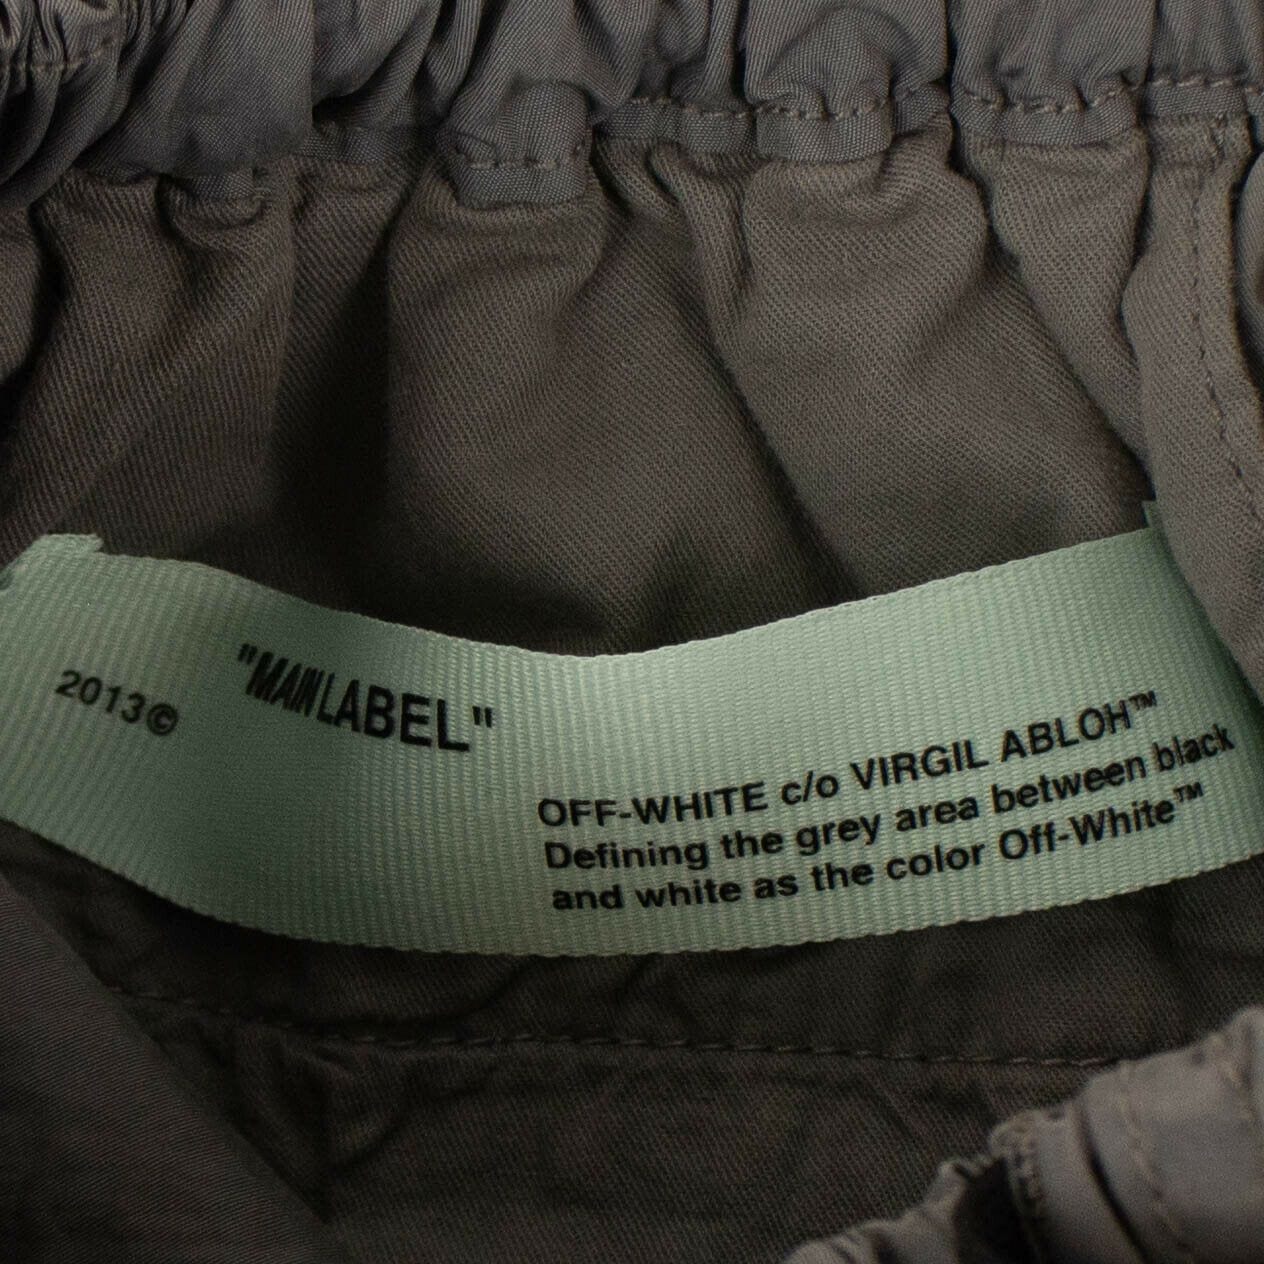 2013©
"MAIN LABEL"
OFF-WHITE c/o VIRGIL ABLOH™
Defining the grey area between black
and white as the color Off-White™